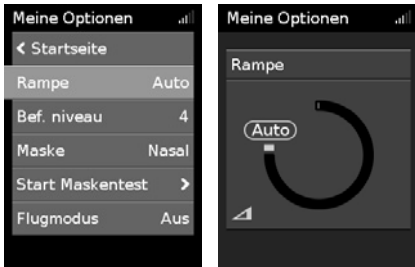 Meine Optionen
< Startseite
Rampe Auto
Bef. niveau 4
Maske Nasal
Start Maskentest >
Flugmodus Aus
Meine Optionen
Rampe
Auto